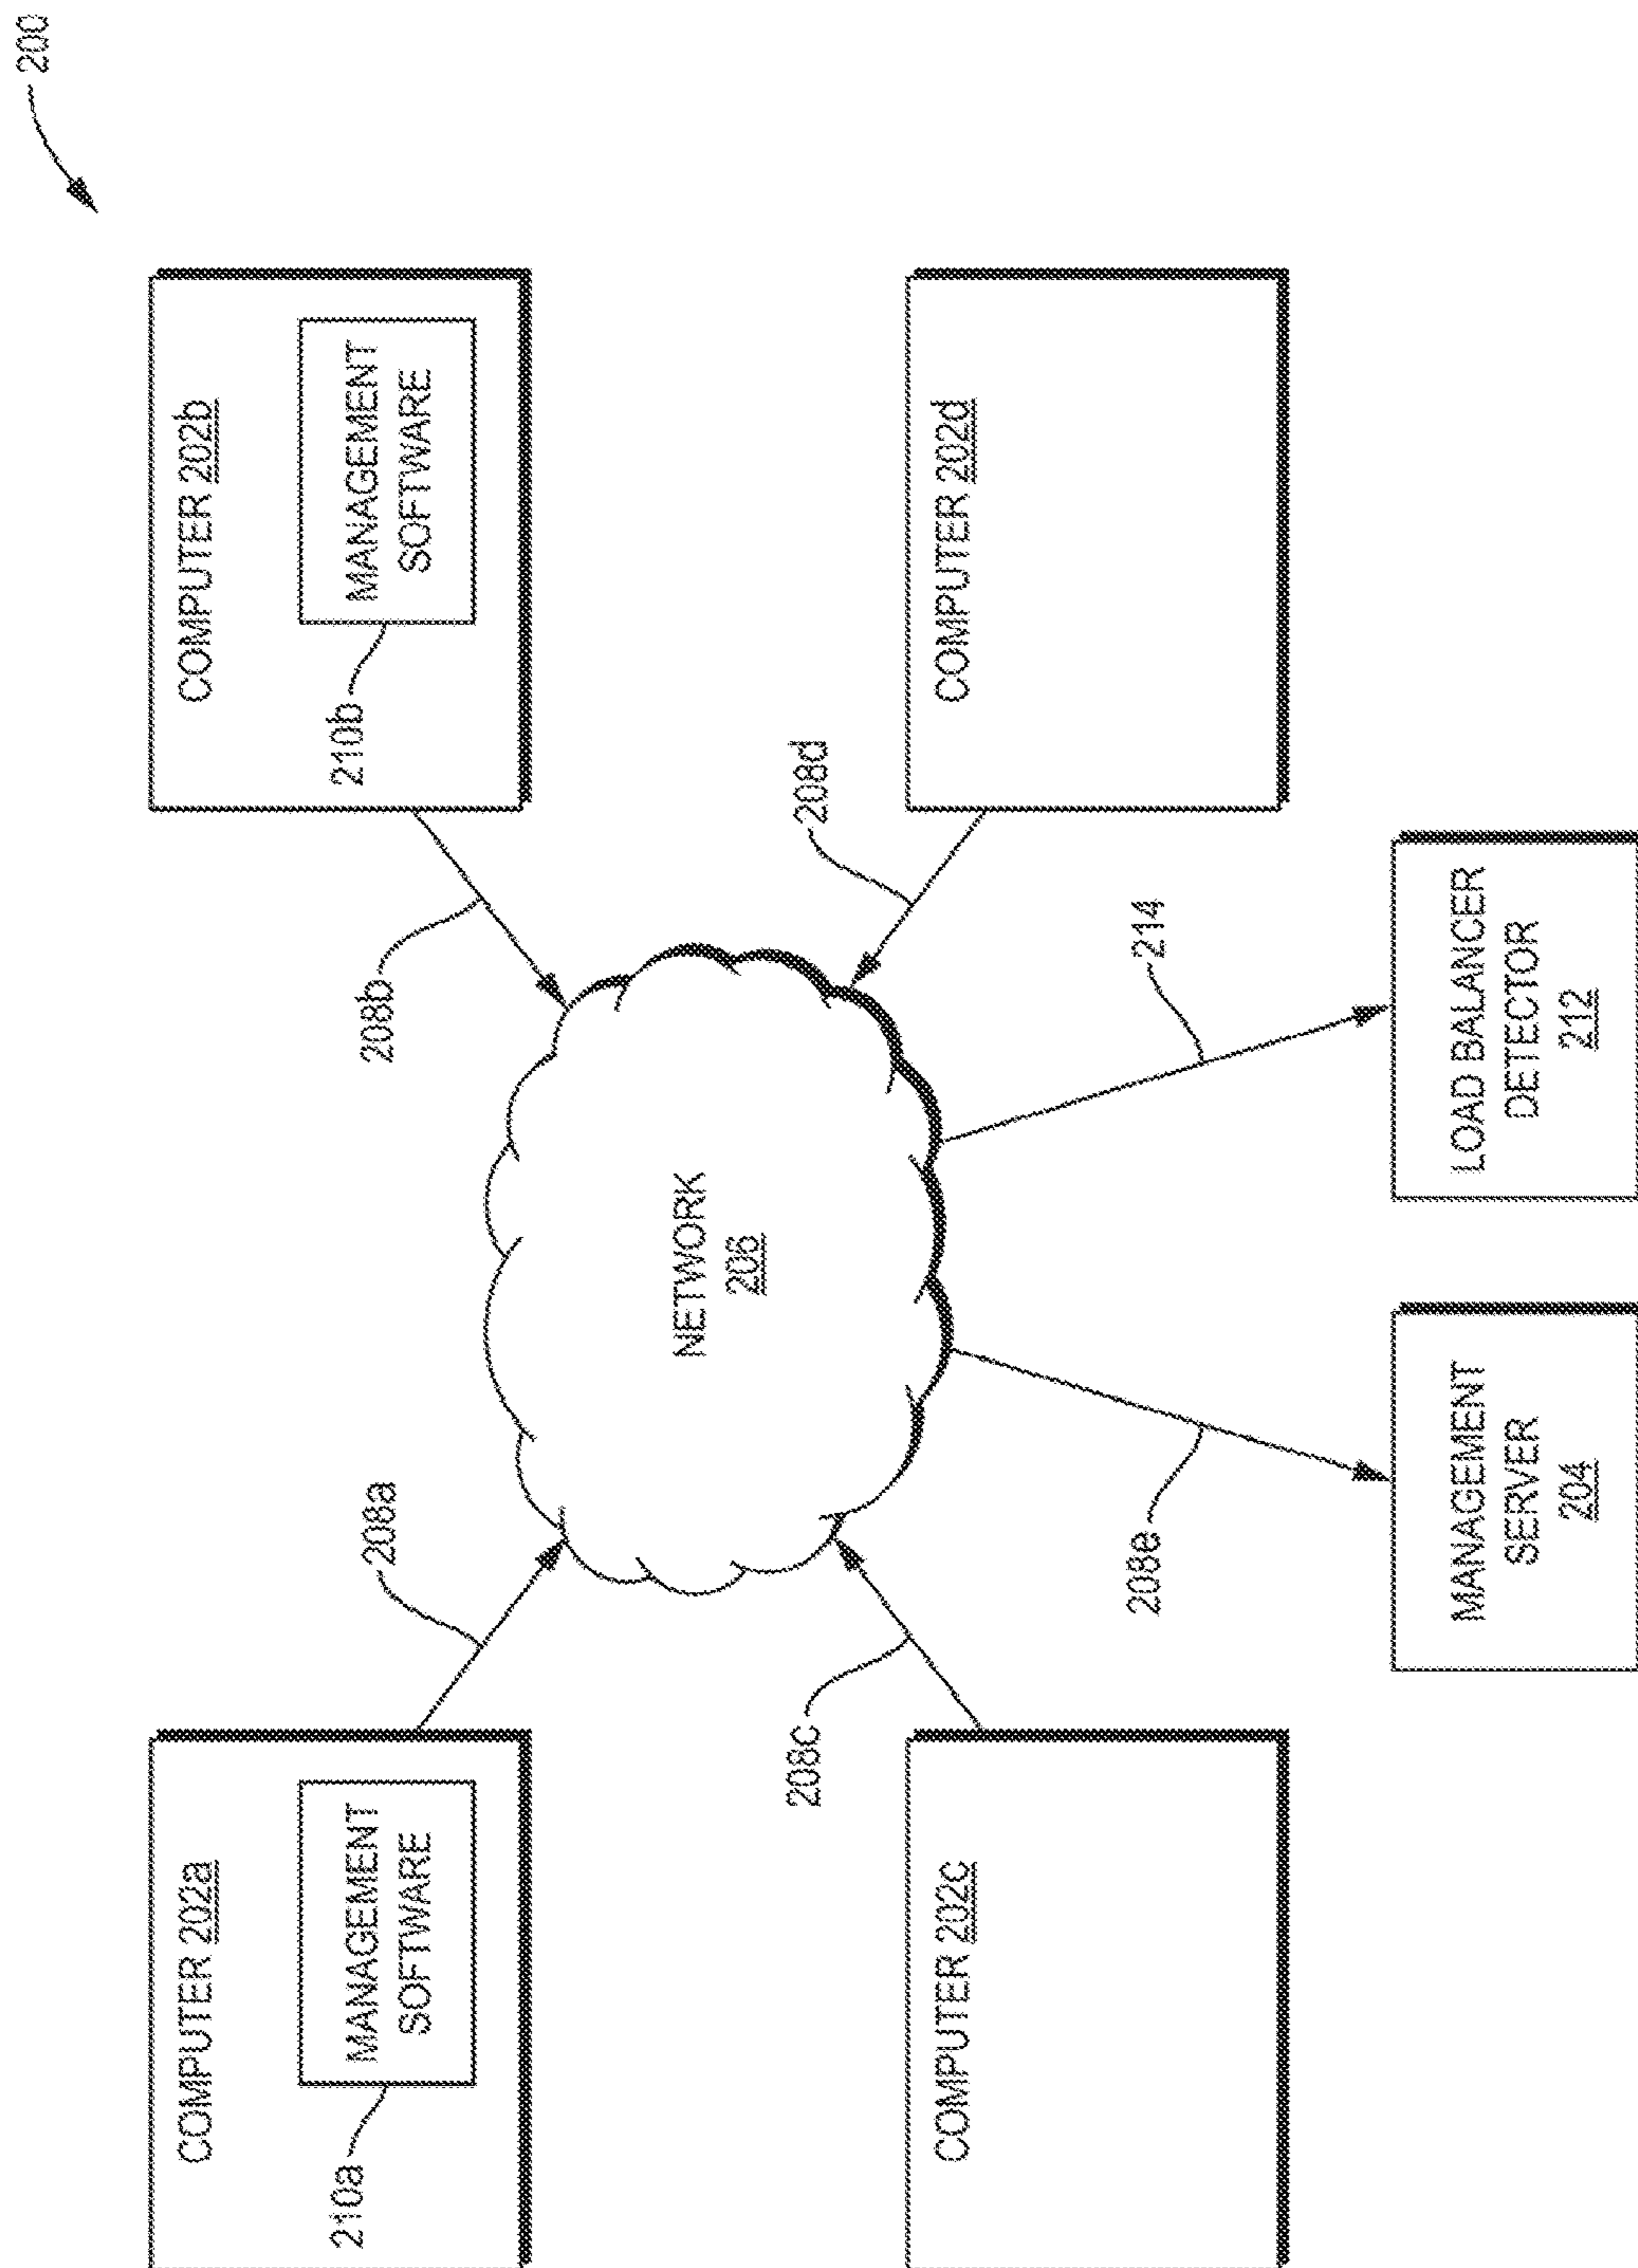 200
COMPUTER 202a
MANAGEMENT
SOFTWARE
210a
COMPUTER 202b
MANAGEMENT
SOFTWARE
210b
208a
208b
NETWORK
206
COMPUTER 202c
208c
COMPUTER 202d
208d
208e
214
MANAGEMENT
SERVER
204
LOAD BALANCER
DETECTOR
212